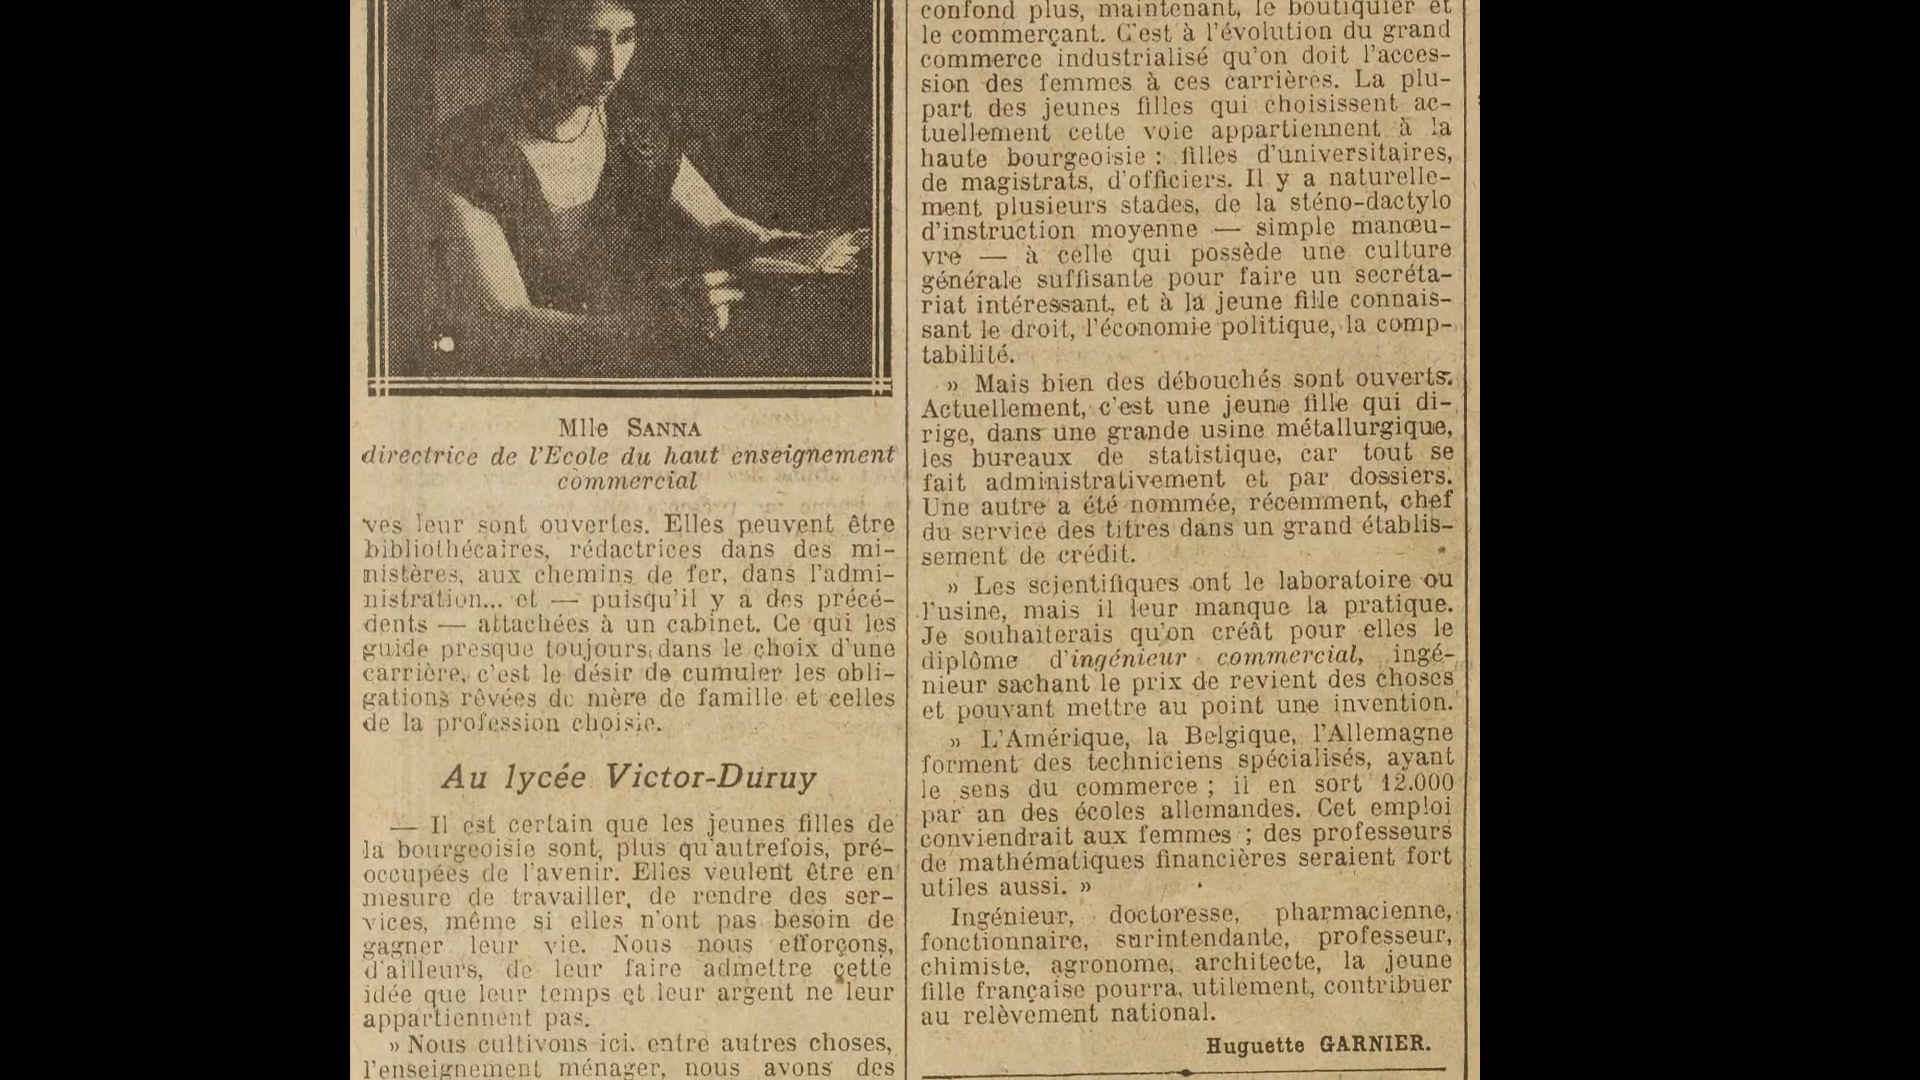 Mlle SANNA
directrice de l'Ecole du haut enseignement
commercial
ves leur sont ouvertes. Elles peuvent être
bibliothécaires, rédactrices dans des mi-
nistères, aux chemins de fer, dans l'admi-
nistration... et — puisqu'il y a des précé-
dents — attachées à un cabinet. Ce qui les
guide presque toujours dans le choix d'une
carrière, c'est le désir de cumuler les obli-
gations rêvées de mère de famille et celles
de la profession choisie.
Au lycée Victor-Duruy
— Il est certain que les jeunes filles de
la bourgeoisie sont, plus qu'autrefois, pré-
occupées de l'avenir. Elles veulent être en
mesure de travailler, de rendre des ser-
vices, même si elles n'ont pas besoin de
gagner leur vie. Nous nous efforçons,
d'ailleurs, de leur faire admettre cette
idée que leur temps et leur argent ne leur
appartiennent pas.
» Nous cultivons ici, entre autres choses,
l'enseignement ménager, nous avons des
confond plus, maintenant, le boutiquier et
le commerçant. C'est à l'évolution du grand
commerce industrialisé qu'on doit l'acces-
sion des femmes à ces carrières. La plu-
part des jeunes filles qui choisissent ac-
tuellement cette voie appartiennent à la
haute bourgeoisie : filles d'universitaires,
de magistrats, d'officiers. Il y a naturelle-
ment plusieurs stades, de la sténo-dactylo
d'instruction moyenne — simple manœu-
vre — à celle qui possède une culture
générale suffisante pour faire un secréta-
riat intéressant, et à la jeune fille connais-
sant le droit, l'économie politique, la comp-
tabilité.
» Mais bien des débouchés sont ouverts.
Actuellement, c'est une jeune fille qui di-
rige, dans une grande usine métallurgique,
les bureaux de statistique, car tout se
fait administrativement et par dossiers.
Une autre a été nommée, récemment, chef
du service des titres dans un grand établis-
sement de crédit.
» Les scientifiques ont le laboratoire ou
l'usine, mais il leur manque la pratique.
Je souhaiterais qu'on créât pour elles le
diplôme d'ingénieur commercial, ingé-
nieur sachant le prix de revient des choses
et pouvant mettre au point une invention.
» L'Amérique, la Belgique, l'Allemagne
forment des techniciens spécialisés, ayant
le sens du commerce ; il en sort 12.000
par an des écoles allemandes. Cet emploi
conviendrait aux femmes ; des professeurs
de mathématiques financières seraient fort
utiles aussi. »
Ingénieur, doctoresse, pharmacienne,
fonctionnaire, surintendante, professeur,
chimiste, agronome, architecte, la jeune
fille française pourra, utilement, contribuer
au relèvement national.
Huguette GARNIER.